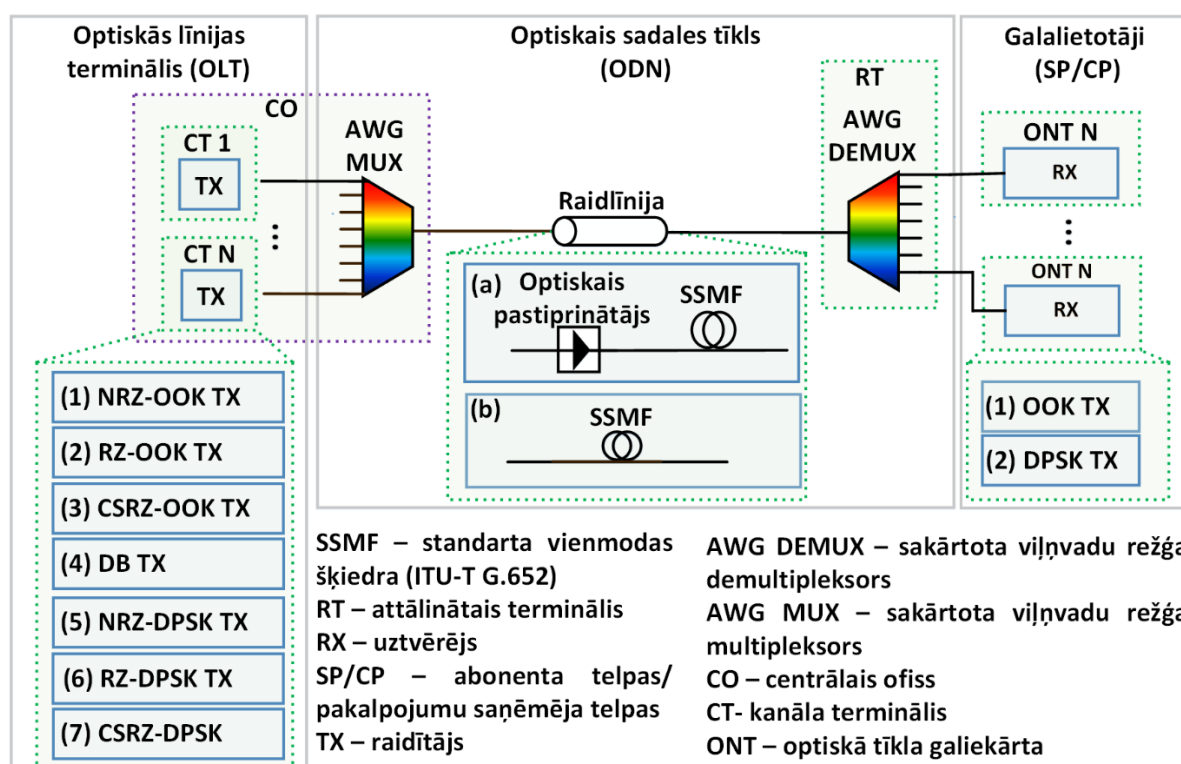 Optiskās līnijas
terminālis (OLT)
Optiskais sadales tīkls
(ODN)
Galalietotāji
(SP/CP)
CO
CT 1
TX
...
CT N
TX
AWG
MUX
Raidlīnija
RT
AWG
DEMUX
ONT N
RX
...
ONT N
RX
(a)
Optiskais
pastiprinātājs
SSMF
(b)
SSMF
(1) NRZ-OOK TX
(2) RZ-OOK TX
(3) CSRZ-OOK TX
(4) DB TX
(5) NRZ-DPSK TX
(6) RZ-DPSK TX
(7) CSRZ-DPSK
(1) OOK TX
(2) DPSK TX
SSMF – standarta vienmodas
šķiedra (ITU-T G.652)
RT – attālinātais terminālis
RX – uztvērējs
SP/CP – abonenta telpas/
pakalpojumu saņēmēja telpas
TX – raidītājs
AWG DEMUX – sakārtota viļņvadu režģa
demultipleksors
AWG MUX – sakārtota viļņvadu režģa
multipleksors
CO – centrālais ofiss
CT- kanāla terminālis
ONT – optiskā tīkla galiekārta